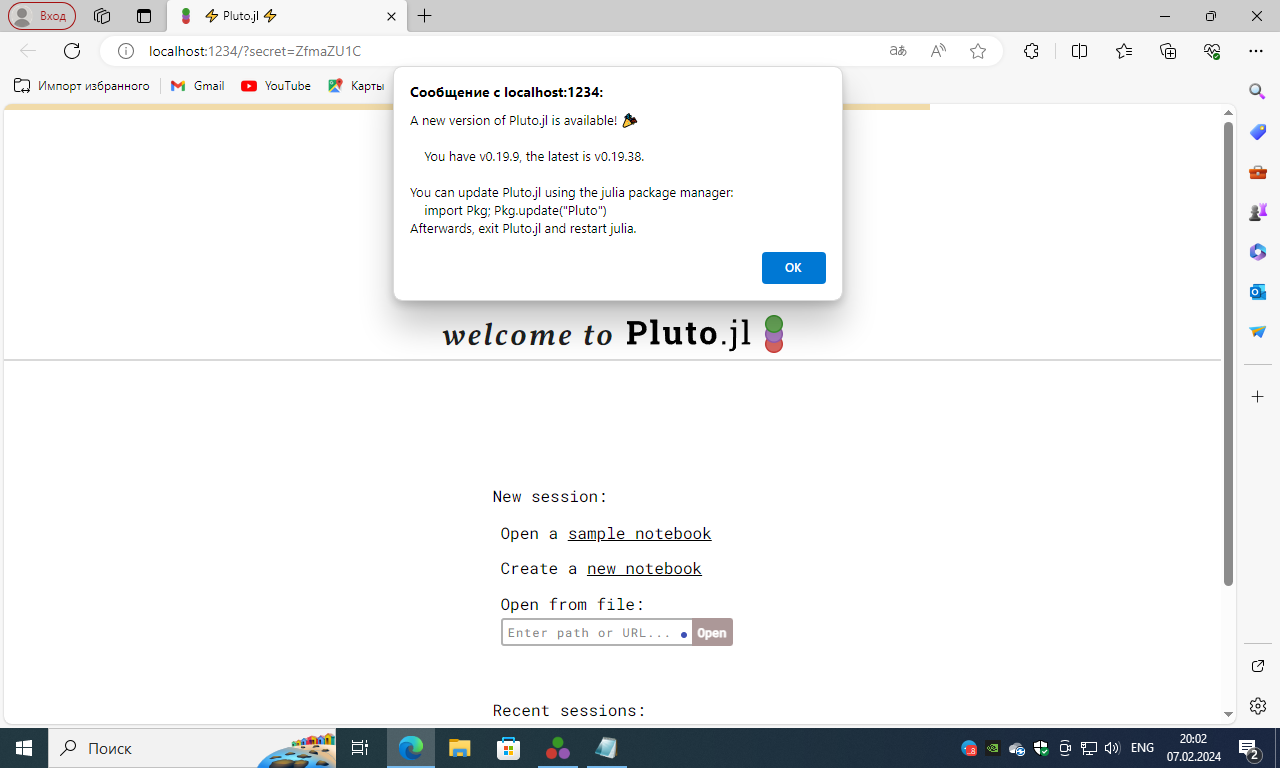 Вход
Pluto.jl
localhost:1234/?secret=ZfmaZU1C
Импорт избранного
Gmail
YouTube
Карты
Сообщение с localhost:1234:
A new version of Pluto.jl is available!
You have v0.19.9, the latest is v0.19.38.
You can update Pluto.jl using the julia package manager:
import Pkg; Pkg.update("Pluto")
Afterwards, exit Pluto.jl and restart julia.
OK
welcome to Pluto.jl
New session:
Open a sample notebook
Create a new notebook
Open from file:
Enter path or URL... Open
Recent sessions:
Поиск
ENG
20:02
07.02.2024
2